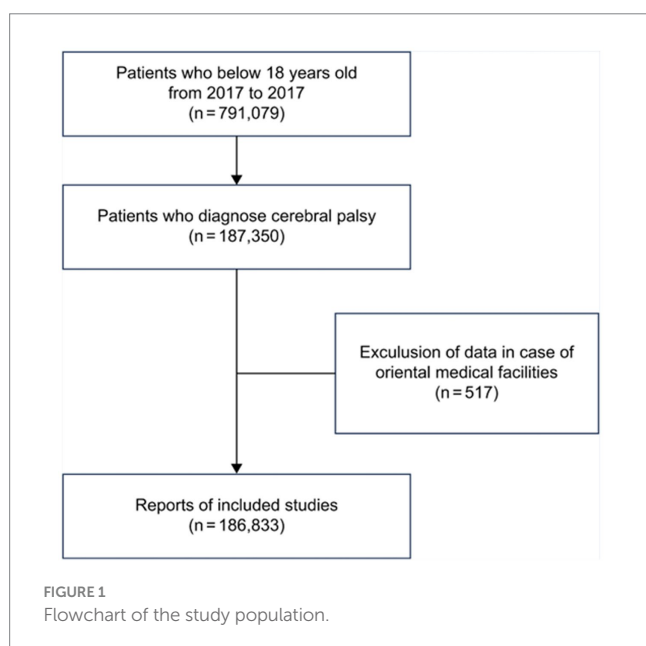 Patients who below 18 years old
from 2017 to 2017
(n=791,079)
Patients who diagnose cerebral palsy
(n=187,350)
Exculusion of data in case of
oriental medical facilities
(n=517)
Reports of included studies
(n=186,833)
FIGURE 1
Flowchart of the study population.